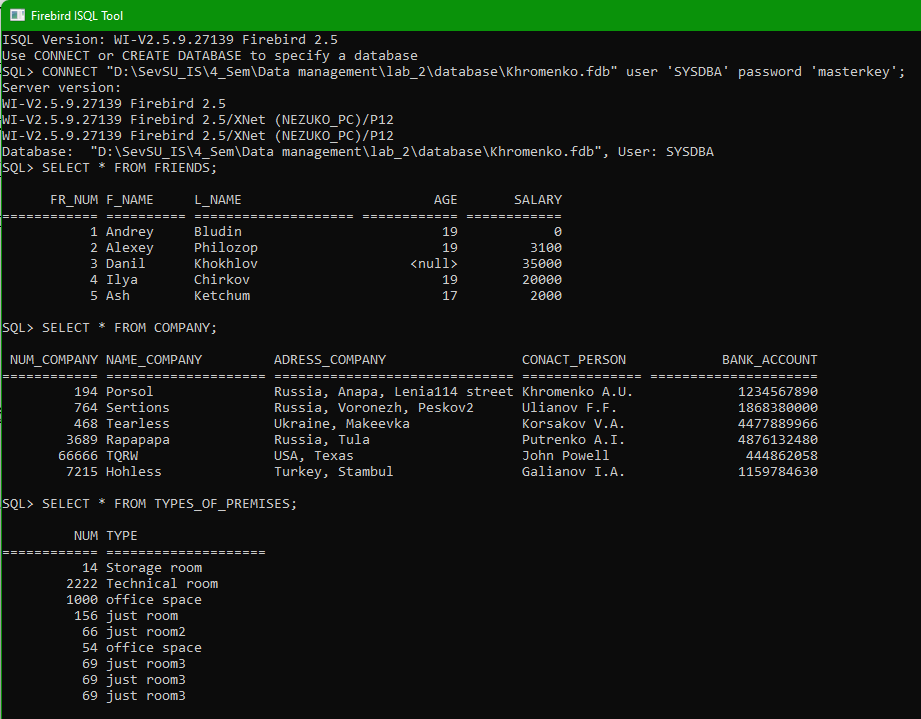 Firebird ISQL Tool
ISQL Version: WI-V2.5.9.27139 Firebird 2.5
Use CONNECT or CREATE DATABASE to specify a database
SQL> CONNECT "D:\SevSU_IS\4_Sem\Data management\lab_2\database\Khromenko.fdb" user 'SYSDBA' password 'masterkey';
Server version:
WI-V2.5.9.27139 Firebird 2.5
WI-V2.5.9.27139 Firebird 2.5/XNet (NEZUKO_PC)/P12
WI-V2.5.9.27139 Firebird 2.5/XNet (NEZUKO_PC)/P12
Database:  "D:\SevSU_IS\4_Sem\Data management\lab_2\database\Khromenko.fdb", User: SYSDBA
SQL> SELECT * FROM FRIENDS;
      FR_NUM F_NAME     L_NAME                        AGE       SALARY
============ ========== ==================== ============ ============
           1 Andrey     Bludin                         19            0
           2 Alexey     Philozop                       19         3100
           3 Danil      Khokhlov                   <null>        35000
           4 Ilya       Chirkov                        19        20000
           5 Ash        Ketchum                        17         2000
SQL> SELECT * FROM COMPANY;
 NUM_COMPANY NAME_COMPANY         ADRESS_COMPANY                 CONACT_PERSON            BANK_ACCOUNT
============ ==================== ============================== =============== =====================
         194 Porsol               Russia, Anapa, Lenia114 street Khromenko A.U.             1234567890
         764 Sertions             Russia, Voronezh, Peskov2      Ulianov F.F.               1868380000
         468 Tearless             Ukraine, Makeevka              Korsakov V.A.              4477889966
        3689 Rapapapa             Russia, Tula                   Putrenko A.I.              4876132480
       66666 TQRW                 USA, Texas                     John Powell                 444862058
        7215 Hohless              Turkey, Stambul                Galianov I.A.              1159784630
SQL> SELECT * FROM TYPES_OF_PREMISES;
         NUM TYPE
============ ====================
          14 Storage room
        2222 Technical room
        1000 office space
         156 just room
          66 just room2
          54 office space
          69 just room3
          69 just room3
          69 just room3